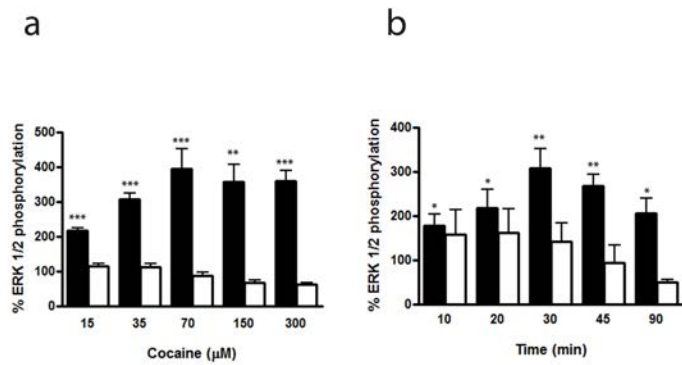 a
b
% ERK 1/2 phosphorylation
500
400
300
200
100
0
*** *** *** ** ***
15 35 70 150 300
Cocaine (µM)
% ERK 1/2 phosphorylation
400
300
200
100
0
* * ** ** *
10 20 30 45 90
Time (min)